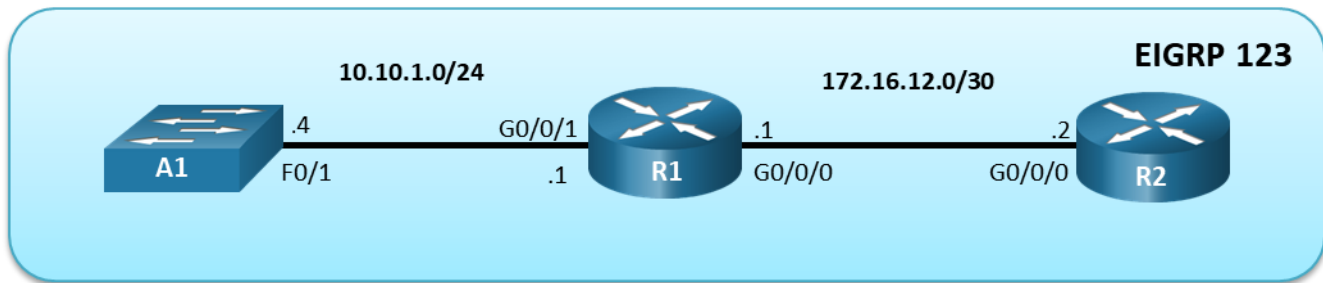 EIGRP 123
10.10.1.0/24
172.16.12.0/30
.4
G0/0/1
.1
.2
A1
F0/1
.1
R1
G0/0/0
G0/0/0
R2